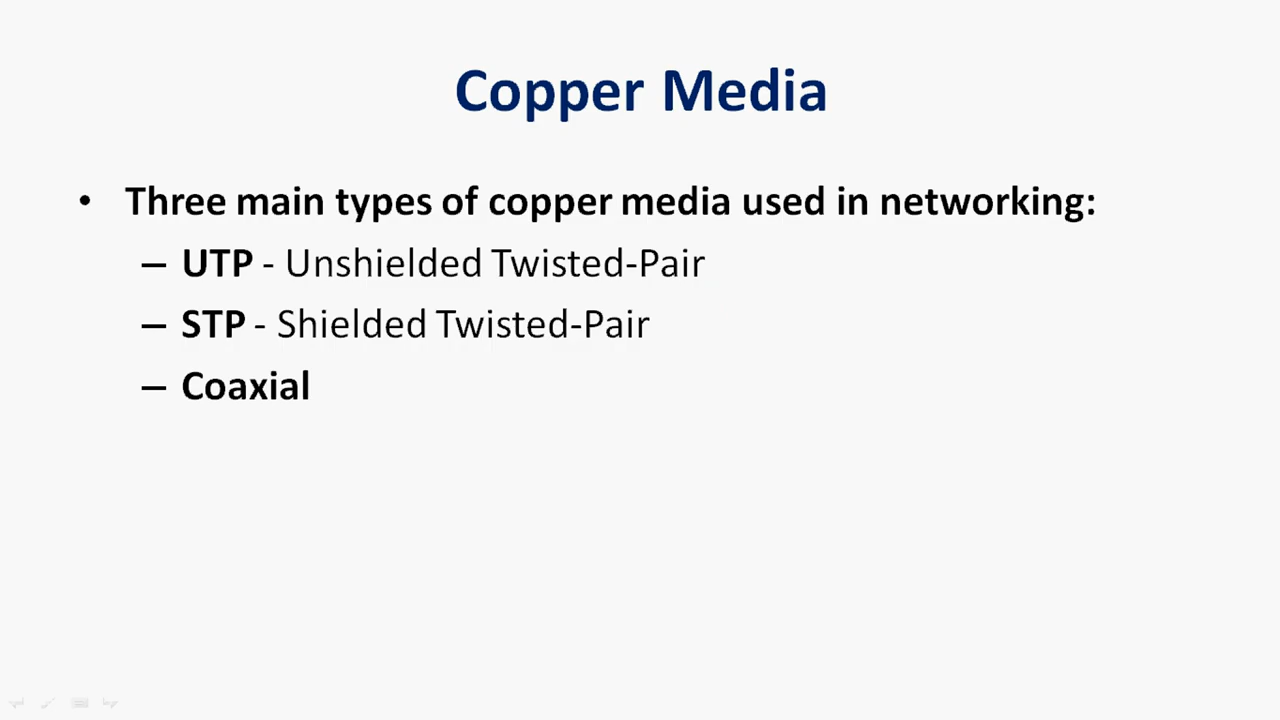 Copper Media
• Three main types of copper media used in networking:
– UTP - Unshielded Twisted-Pair
– STP - Shielded Twisted-Pair
– Coaxial